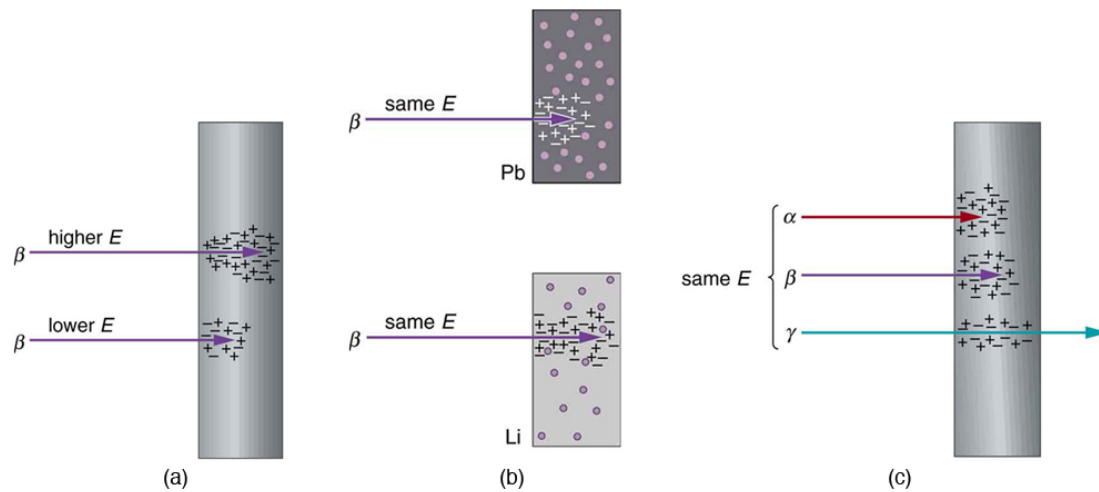 higher E
β
lower E
β
(a)
same E
β
Pb
same E
β
Li
(b)
α
same E
β
γ
(c)